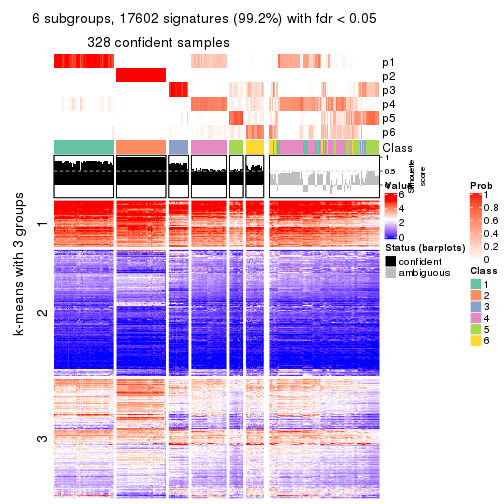 6 subgroups, 17602 signatures (99.2%) with fdr < 0.05
328 confident samples
p1
p2
p3
p4
p5
p6
Class
1
0.5
0
Silhouette
score
k-means with 3 groups
1
2
3
Value
6
4
2
0
Status (barplots)
confident
ambiguous
Prob
1
0.8
0.6
0.4
0.2
0
Class
1
2
3
4
5
6